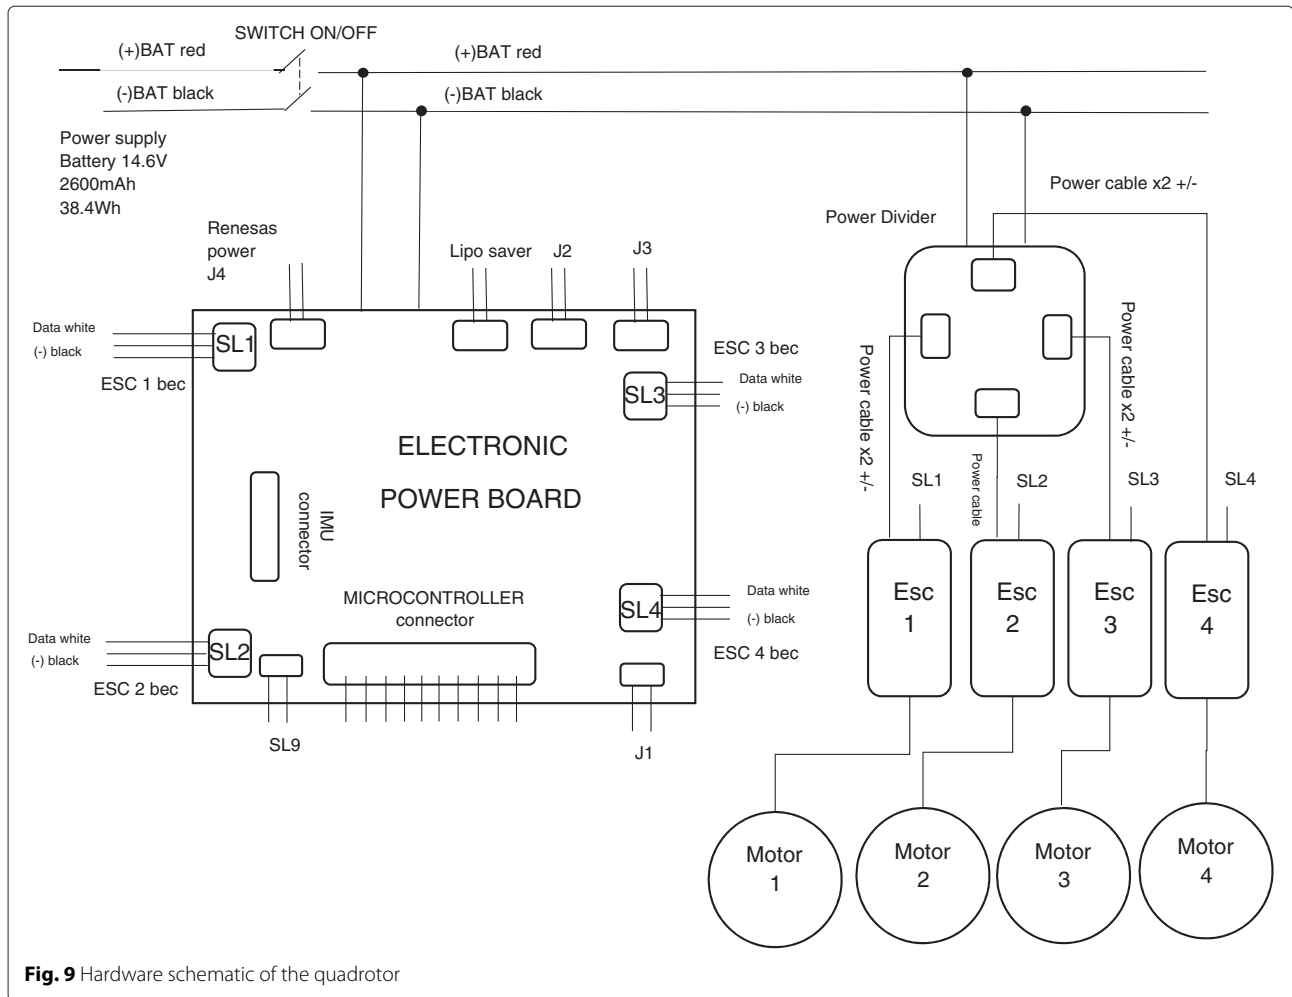 SWITCH ON/OFF
(+)BAT red
(+)BAT red
(-)BAT black
(-)BAT black
Power supply
Battery 14.6V
2600mAh
38.4Wh
Power cable x2 +/-
Power Divider
Renesas
power
J4
Lipo saver
J2
J3
Data white
(-) black
SL1
ESC 1 bec
ESC 3 bec
Data white
(-) black
SL3
ELECTRONIC
POWER BOARD
IMU
connector
MICROCONTROLLER
connector
SL4
Data white
(-) black
ESC 4 bec
Data white
(-) black
SL2
ESC 2 bec
SL9
J1
Power cable x2 +/-
Power cable
Power cable x2 +/-
SL1
SL2
SL3
SL4
Esc
1
Esc
2
Esc
3
Esc
4
Motor
1
Motor
2
Motor
3
Motor
4
Fig. 9 Hardware schematic of the quadrotor